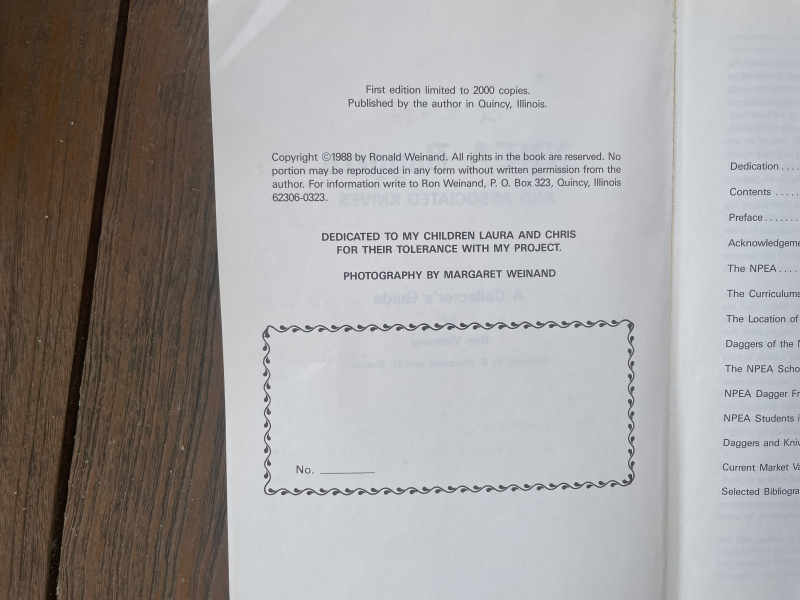 First edition limited to 2000 copies.
Published by the author in Quincy, Illinois.
Copyright ©1988 by Ronald Weinand. All rights in the book are reserved. No
portion may be reproduced in any form without written permission from the
author. For information write to Ron Weinand, P. O. Box 323, Quincy, Illinois
62306-0323.
DEDICATED TO MY CHILDREN LAURA AND CHRIS
FOR THEIR TOLERANCE WITH MY PROJECT.
PHOTOGRAPHY BY MARGARET WEINAND
No. ________
Dedication ....
Contents ....
Preface .......
Acknowledgeme
The NPEA ....
The Curriculums
The Location of
Daggers of the N
The NPEA Scho
NPEA Dagger Fr
NPEA Students i
Daggers and Kniv
Current Market Va
Selected Bibliogra